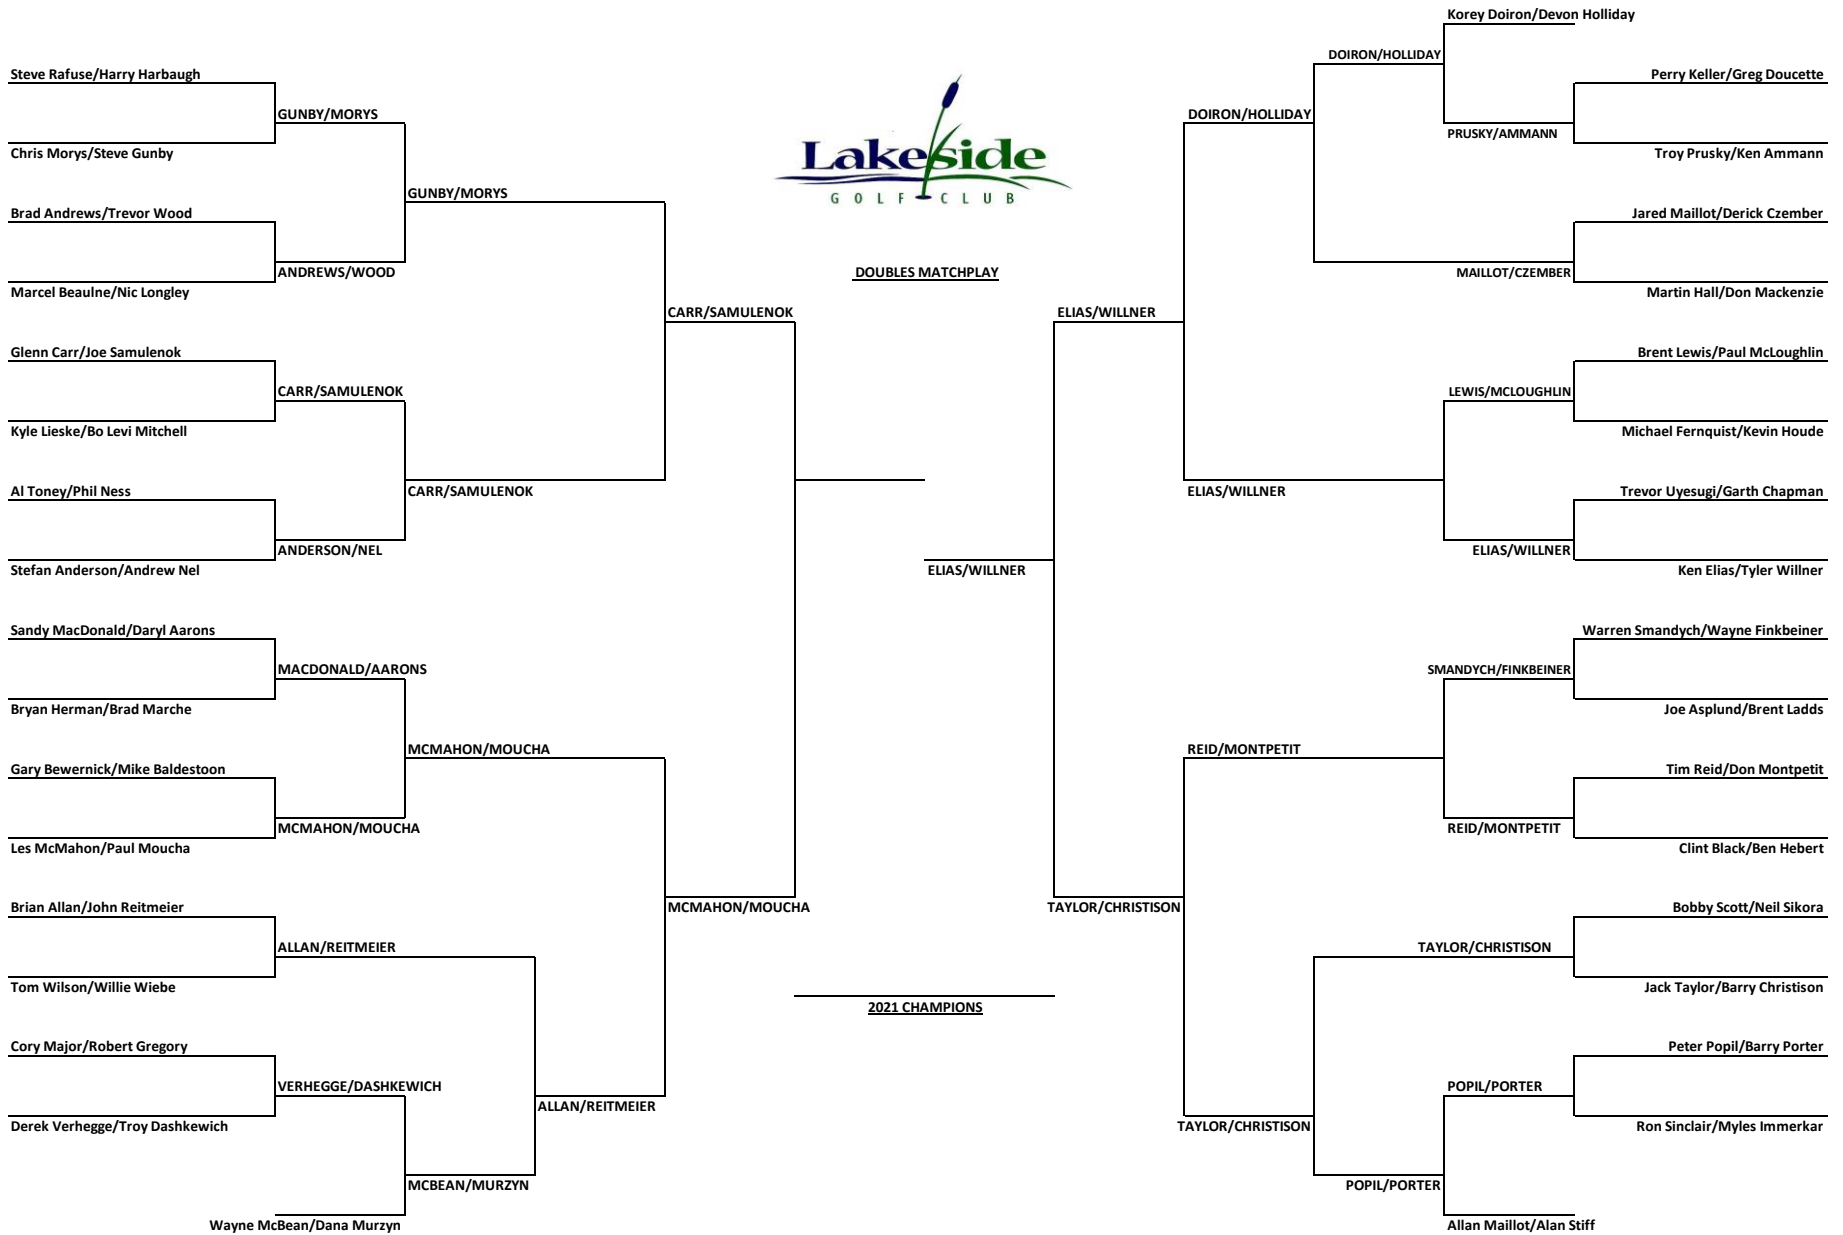 Korey Doiron/Devon Holliday
DOIRON/HOLLIDAY
Steve Rafuse/Harry Harbaugh
Perry Keller/Greg Doucette
GUNBY/MORYS
DOIRON/HOLLIDAY
PRUSKY/AMMANN
Chris Morys/Steve Gunby
Lakeside
Troy Prusky/Ken Ammann
GUNBY/MORYS
GOLF CLUB
Brad Andrews/Trevor Wood
Jared Maillot/Derick Czember
ANDREWS/WOOD
DOUBLES MATCHPLAY
MAILLOT/CZEMBER
Marcel Beaulne/Nic Longley
Martin Hall/Don Mackenzie
CARR/SAMULENOK
ELIAS/WILLNER
Glenn Carr/Joe Samulenok
Brent Lewis/Paul McLoughlin
CARR/SAMULENOK
LEWIS/MCLOUGHLIN
Kyle Lieske/Bo Levi Mitchell
Michael Fernquist/Kevin Houde
Al Toney/Phil Ness
CARR/SAMULENOK
ELIAS/WILLNER
Trevor Uyesugi/Garth Chapman
ANDERSON/NEL
ELIAS/WILLNER
Stefan Anderson/Andrew Nel
ELIAS/WILLNER
Ken Elias/Tyler Willner
Sandy MacDonald/Daryl Aarons
Warren Smandych/Wayne Finkbeiner
MACDONALD/AARONS
SMANDYCH/FINKBEINER
Bryan Herman/Brad Marche
Joe Asplund/Brent Ladds
MCMAHON/MOUCHA
REID/MONTPETIT
Gary Bewernick/Mike Baldestoon
Tim Reid/Don Montpetit
MCMAHON/MOUCHA
REID/MONTPETIT
Les McMahon/Paul Moucha
Clint Black/Ben Hebert
Brian Allan/John Reitmeier
MCMAHON/MOUCHA
TAYLOR/CHRISTISON
Bobby Scott/Neil Sikora
ALLAN/REITMEIER
TAYLOR/CHRISTISON
Tom Wilson/Willie Wiebe
Jack Taylor/Barry Christison
2021 CHAMPIONS
Cory Major/Robert Gregory
Peter Popil/Barry Porter
VERHEGGE/DASHKEWICH
POPIL/PORTER
ALLAN/REITMEIER
Derek Verhegge/Troy Dashkewich
TAYLOR/CHRISTISON
Ron Sinclair/Myles Immerkar
MCBEAN/MURZYN
POPIL/PORTER
Wayne McBean/Dana Murzyn
Allan Maillot/Alan Stiff